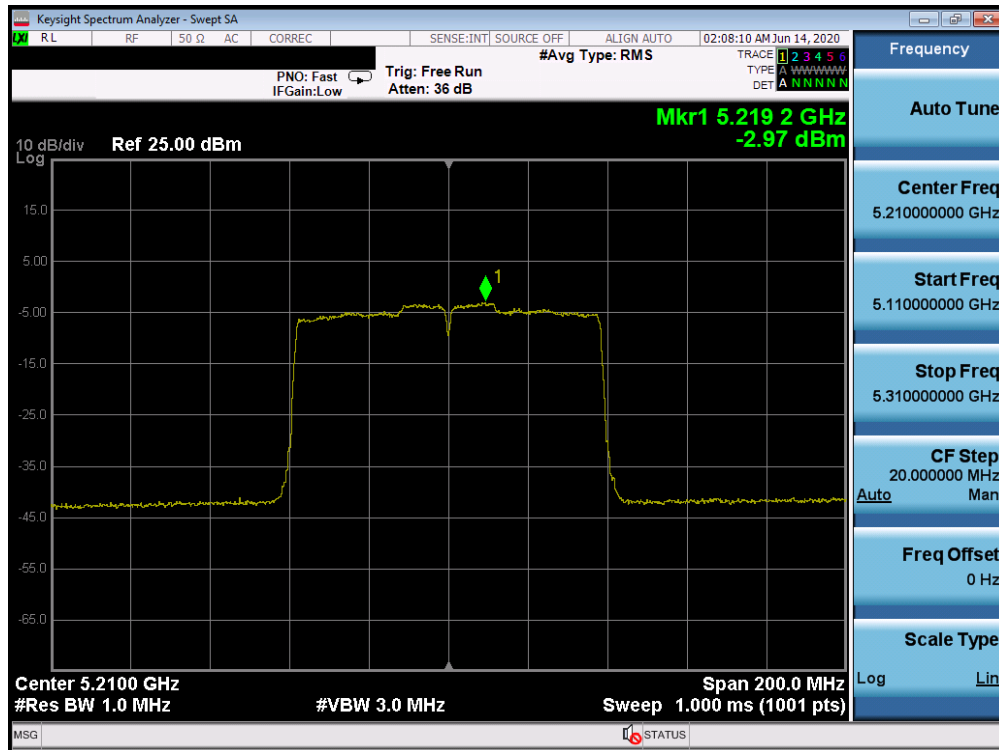 Keysight Spectrum Analyzer - Swept SA
LXI RL RF 50 Ω AC CORREC SENSE:INT SOURCE OFF ALIGN AUTO 02:08:10 AM Jun 14, 2020
#Avg Type: RMS
TRACE 1 2 3 4 5 6
TYPE A WWWWW
DET A N N N N N
PNO: Fast
IFGain:Low
Trig: Free Run
Atten: 36 dB
Mkr1 5.219 2 GHz
-2.97 dBm
10 dB/div
Log
Ref 25.00 dBm
15.0
5.00
-5.00
-15.0
-25.0
-35.0
-45.0
-55.0
-65.0
1
Center 5.2100 GHz
Span 200.0 MHz
#Res BW 1.0 MHz
#VBW 3.0 MHz
Sweep 1.000 ms (1001 pts)
MSG
STATUS
Frequency
Auto Tune
Center Freq
5.210000000 GHz
Start Freq
5.110000000 GHz
Stop Freq
5.310000000 GHz
CF Step
20.000000 MHz
Auto Man
Freq Offset
0 Hz
Scale Type
Log Lin